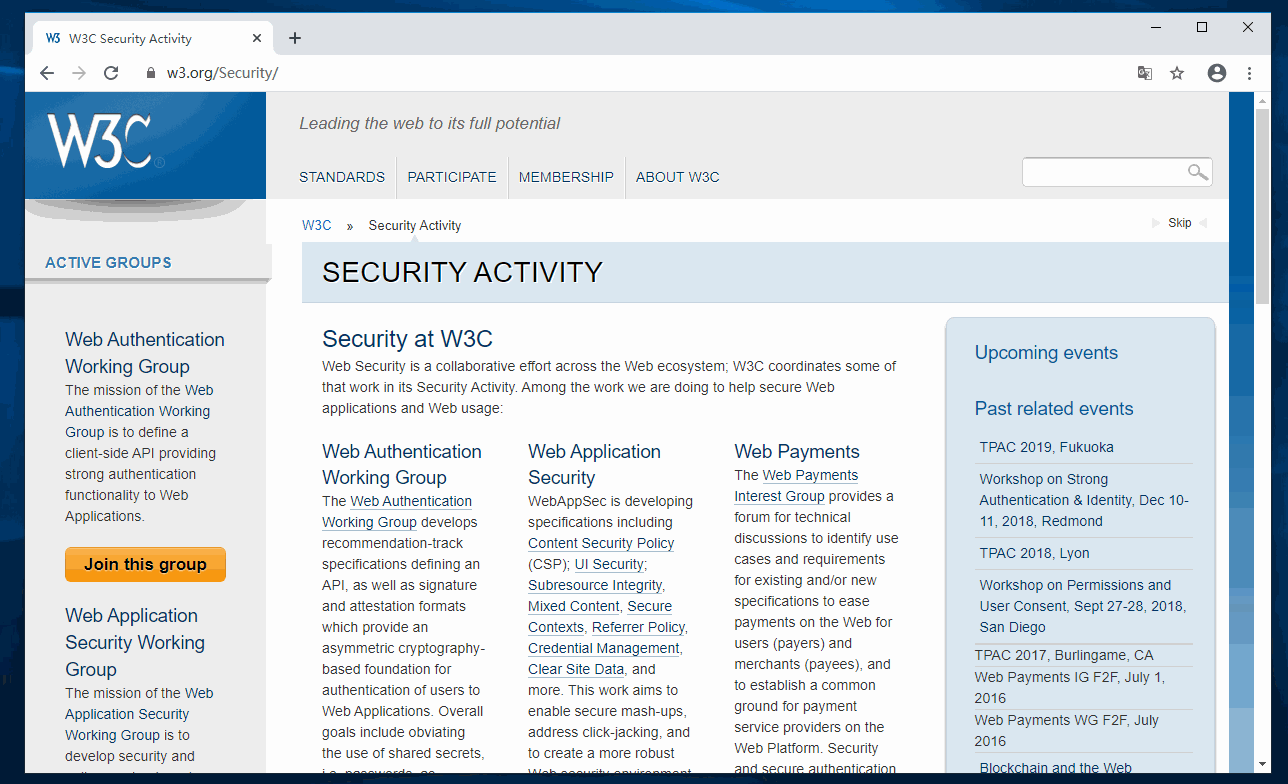 W3C Security Activity
w3.org/Security/
W3C®
Leading the web to its full potential
STANDARDS
PARTICIPATE
MEMBERSHIP
ABOUT W3C
W3C » Security Activity
Skip
ACTIVE GROUPS
Web Authentication
Working Group
The mission of the Web
Authentication Working
Group is to define a
client-side API providing
strong authentication
functionality to Web
Applications.
Join this group
Web Application
Security Working
Group
The mission of the Web
Application Security
Working Group is to
develop security and
SECURITY ACTIVITY
Security at W3C
Web Security is a collaborative effort across the Web ecosystem; W3C coordinates some of
that work in its Security Activity. Among the work we are doing to help secure Web
applications and Web usage:
Web Authentication
Working Group
The Web Authentication
Working Group develops
recommendation-track
specifications defining an
API, as well as signature
and attestation formats
which provide an
asymmetric cryptography-
based foundation for
authentication of users to
Web Applications. Overall
goals include obviating
the use of shared secrets,
i.e. passwords, as
Web Application
Security
WebAppSec is developing
specifications including
Content Security Policy
(CSP); UI Security;
Subresource Integrity,
Mixed Content, Secure
Contexts, Referrer Policy,
Credential Management,
Clear Site Data, and
more. This work aims to
enable secure mash-ups,
address click-jacking, and
to create a more robust
Web security environment
Web Payments
The Web Payments
Interest Group provides a
forum for technical
discussions to identify use
cases and requirements
for existing and/or new
specifications to ease
payments on the Web for
users (payers) and
merchants (payees), and
to establish a common
ground for payment
service providers on the
Web Platform. Security
and secure authentication
Upcoming events
Past related events
TPAC 2019, Fukuoka
Workshop on Strong
Authentication & Identity, Dec 10-
11, 2018, Redmond
TPAC 2018, Lyon
Workshop on Permissions and
User Consent, Sept 27-28, 2018,
San Diego
TPAC 2017, Burlingame, CA
Web Payments IG F2F, July 1,
2016
Web Payments WG F2F, July
2016
Blockchain and the Web